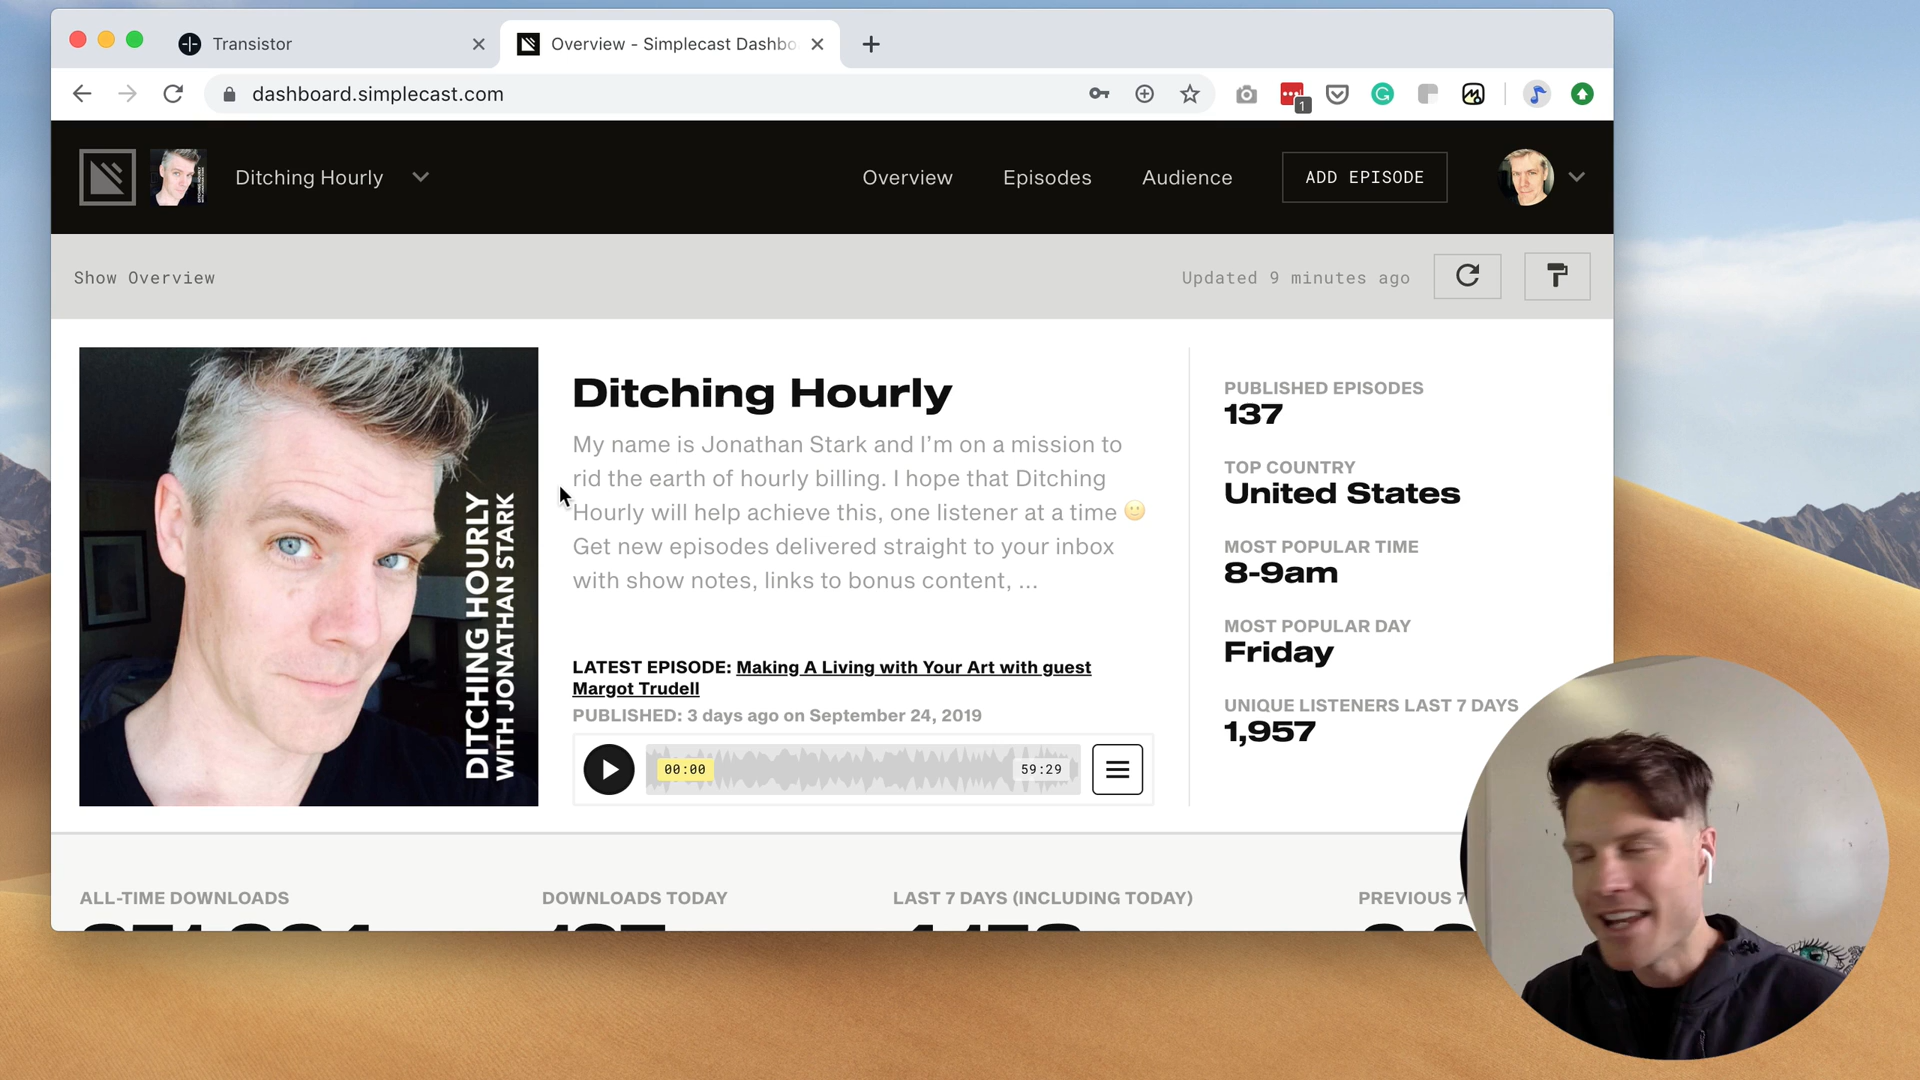 Transistor
Overview - Simplecast Dashbo
dashboard.simplecast.com
1
Ditching Hourly
Overview
Episodes
Audience
ADD EPISODE
Show Overview
Updated 9 minutes ago
DITCHING HOURLY
WITH JONATHAN STARK
Ditching Hourly
My name is Jonathan Stark and I'm on a mission to
rid the earth of hourly billing. I hope that Ditching
Hourly will help achieve this, one listener at a time 🙂
Get new episodes delivered straight to your inbox
with show notes, links to bonus content, ...
LATEST EPISODE: Making A Living with Your Art with guest
Margot Trudell
PUBLISHED: 3 days ago on September 24, 2019
00:00
59:29
PUBLISHED EPISODES
137
TOP COUNTRY
United States
MOST POPULAR TIME
8-9am
MOST POPULAR DAY
Friday
UNIQUE LISTENERS LAST 7 DAYS
1,957
ALL-TIME DOWNLOADS
DOWNLOADS TODAY
LAST 7 DAYS (INCLUDING TODAY)
PREVIOUS 7